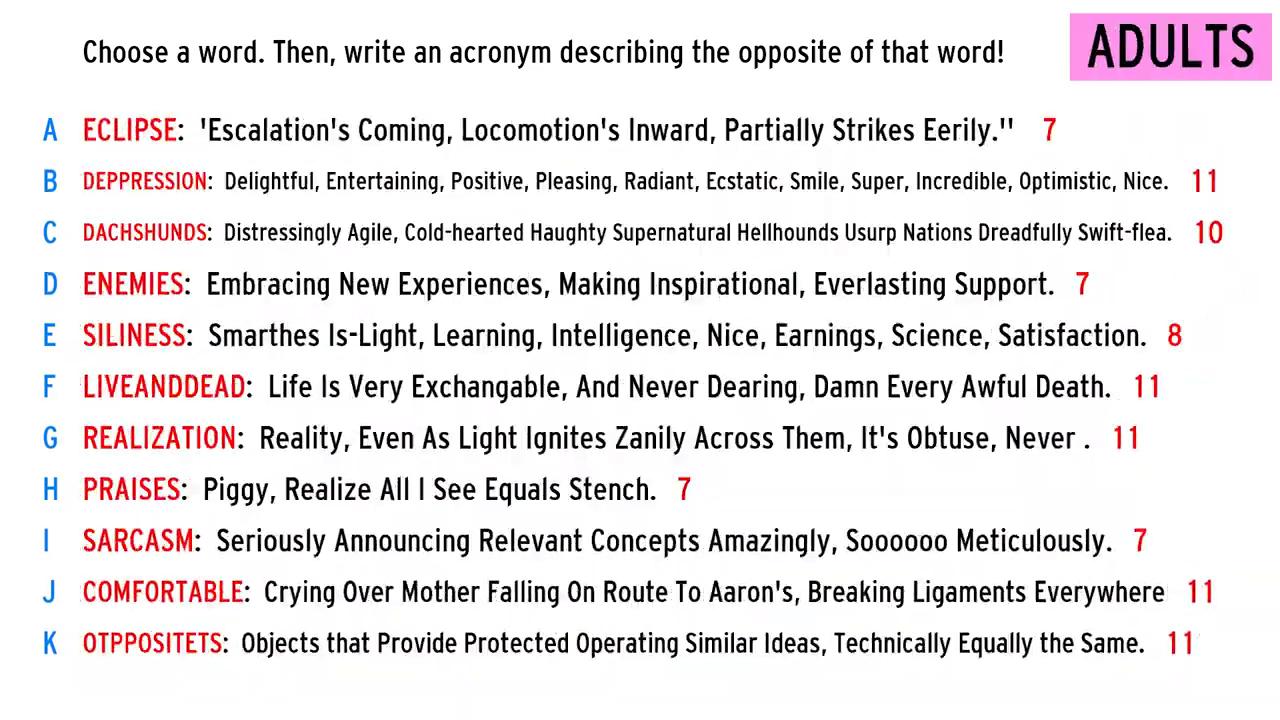 Choose a word. Then, write an acronym describing the opposite of that word!
ADULTS
A ECLIPSE: 'Escalation's Coming, Locomotion's Inward, Partially Strikes Eerily.'' 7
B DEPPRESSION: Delightful, Entertaining, Positive, Pleasing, Radiant, Ecstatic, Smile, Super, Incredible, Optimistic, Nice. 11
C DACHSHUNDS: Distressingly Agile, Cold-hearted Haughty Supernatural Hellhounds Usurp Nations Dreadfully Swift-flea. 10
D ENEMIES: Embracing New Experiences, Making Inspirational, Everlasting Support. 7
E SILINESS: Smarthes Is-Light, Learning, Intelligence, Nice, Earnings, Science, Satisfaction. 8
F LIVEANDDEAD: Life Is Very Exchangable, And Never Dearing, Damn Every Awful Death. 11
G REALIZATION: Reality, Even As Light Ignites Zanily Across Them, It's Obtuse, Never . 11
H PRAISES: Piggy, Realize All I See Equals Stench. 7
I SARCASM: Seriously Announcing Relevant Concepts Amazingly, Soooooo Meticulously. 7
J COMFORTABLE: Crying Over Mother Falling On Route To Aaron's, Breaking Ligaments Everywhere 11
K OTPPOSITETS: Objects that Provide Protected Operating Similar Ideas, Technically Equally the Same. 11